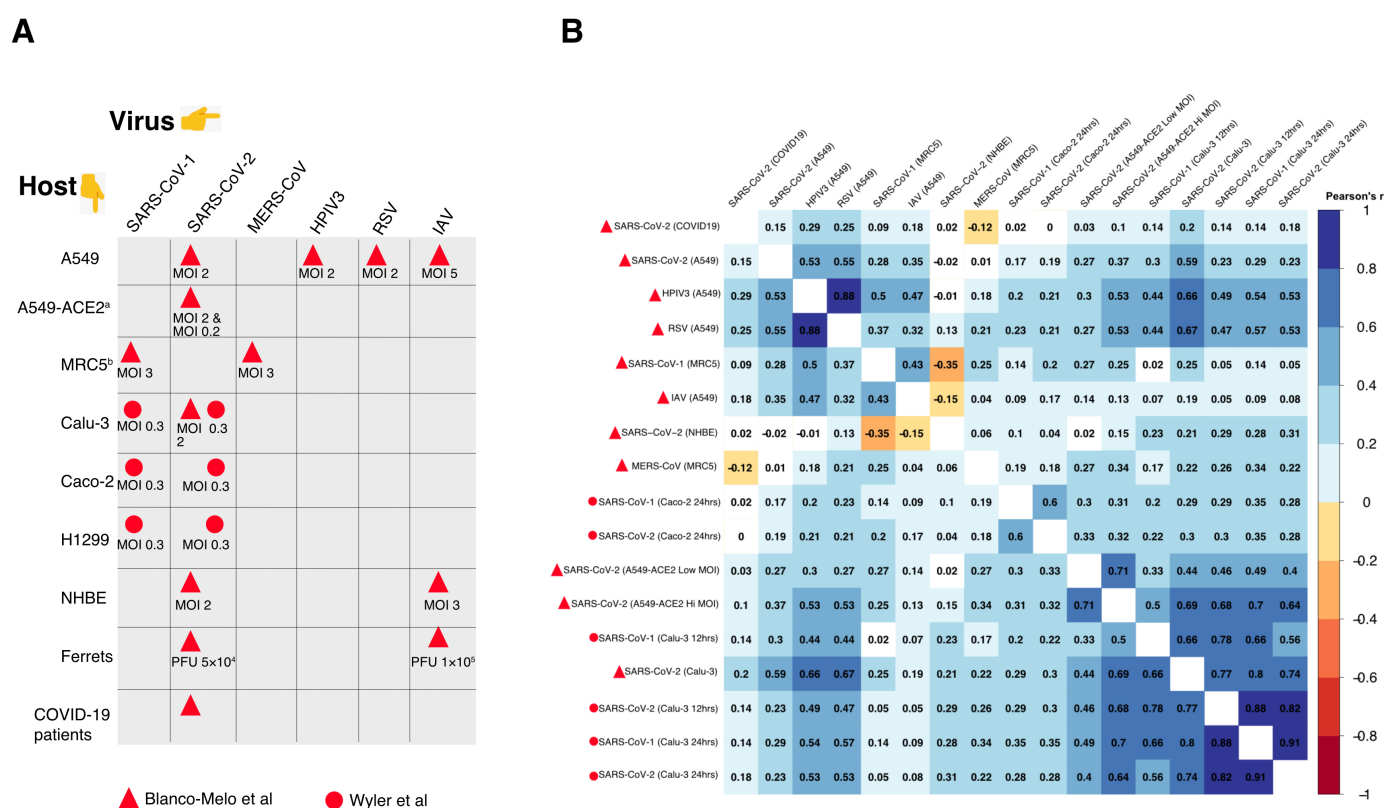 A
B
Virus
Host
SARS-CoV-1
SARS-CoV-2
MERS-CoV
HPIV3
RSV
IAV
A549
MOI 2
MOI 2
MOI 2
MOI 5
A549-ACE2ᵃ
MOI 2 &
MOI 0.2
MRC5ᵇ
MOI 3
MOI 3
Calu-3
MOI 0.3
MOI 0.3
2
Caco-2
MOI 0.3
MOI 0.3
H1299
MOI 0.3
MOI 0.3
NHBE
MOI 2
MOI 3
Ferrets
PFU 5×10⁴
PFU 1×10⁵
COVID-19
patients
Blanco-Melo et al
Wyler et al
SARS-CoV-2 (COVID19)
SARS-CoV-2 (A549)
HPIV3 (A549)
RSV (A549)
SARS-CoV-1 (MRC5)
IAV (A549)
SARS-CoV-2 (NHBE)
MERS-CoV (MRC5)
SARS-CoV-1 (Caco-2 24hrs)
SARS-CoV-2 (Caco-2 24hrs)
SARS-CoV-2 (A549-ACE2 Low MOI)
SARS-CoV-2 (A549-ACE2 Hi MOI)
SARS-CoV-1 (Calu-3 12hrs)
SARS-CoV-2 (Calu-3)
SARS-CoV-2 (Calu-3 12hrs)
SARS-CoV-1 (Calu-3 24hrs)
SARS-CoV-2 (Calu-3 24hrs)
Pearson's r
SARS-CoV-2 (COVID19) 0.15 0.29 0.25 0.09 0.18 0.02 -0.12 0.02 0 0.03 0.1 0.14 0.2 0.14 0.14 0.18
SARS-CoV-2 (A549) 0.15 0.53 0.55 0.28 0.35 -0.02 0.01 0.17 0.19 0.27 0.37 0.3 0.59 0.23 0.29 0.23
HPIV3 (A549) 0.29 0.53 0.88 0.5 0.47 -0.01 0.18 0.2 0.21 0.3 0.53 0.44 0.66 0.49 0.54 0.53
RSV (A549) 0.25 0.55 0.88 0.37 0.32 0.13 0.21 0.23 0.21 0.27 0.53 0.44 0.67 0.47 0.57 0.53
SARS-CoV-1 (MRC5) 0.09 0.28 0.5 0.37 0.43 -0.35 0.25 0.14 0.2 0.27 0.25 0.02 0.25 0.05 0.14 0.05
IAV (A549) 0.18 0.35 0.47 0.32 0.43 -0.15 0.04 0.09 0.17 0.14 0.13 0.07 0.19 0.05 0.09 0.08
SARS-CoV-2 (NHBE) 0.02 -0.02 -0.01 0.13 -0.35 -0.15 0.06 0.1 0.04 0.02 0.15 0.23 0.21 0.29 0.28 0.31
MERS-CoV (MRC5) -0.12 0.01 0.18 0.21 0.25 0.04 0.06 0.19 0.18 0.27 0.34 0.17 0.22 0.26 0.34 0.22
SARS-CoV-1 (Caco-2 24hrs) 0.02 0.17 0.2 0.23 0.14 0.09 0.1 0.19 0.6 0.3 0.31 0.2 0.29 0.29 0.35 0.28
SARS-CoV-2 (Caco-2 24hrs) 0 0.19 0.21 0.21 0.2 0.17 0.04 0.18 0.6 0.33 0.32 0.22 0.3 0.3 0.35 0.28
SARS-CoV-2 (A549-ACE2 Low MOI) 0.03 0.27 0.3 0.27 0.27 0.14 0.02 0.27 0.3 0.33 0.71 0.33 0.44 0.46 0.49 0.4
SARS-CoV-2 (A549-ACE2 Hi MOI) 0.1 0.37 0.53 0.53 0.25 0.13 0.15 0.34 0.31 0.32 0.71 0.5 0.69 0.68 0.7 0.64
SARS-CoV-1 (Calu-3 12hrs) 0.14 0.3 0.44 0.44 0.02 0.07 0.23 0.17 0.2 0.22 0.33 0.5 0.66 0.78 0.66 0.56
SARS-CoV-2 (Calu-3) 0.2 0.59 0.66 0.67 0.25 0.19 0.21 0.22 0.29 0.3 0.44 0.69 0.66 0.77 0.8 0.74
SARS-CoV-2 (Calu-3 12hrs) 0.14 0.23 0.49 0.47 0.05 0.05 0.29 0.26 0.29 0.3 0.46 0.68 0.78 0.77 0.88 0.82
SARS-CoV-1 (Calu-3 24hrs) 0.14 0.29 0.54 0.57 0.14 0.09 0.28 0.34 0.35 0.35 0.49 0.7 0.66 0.8 0.88 0.91
SARS-CoV-2 (Calu-3 24hrs) 0.18 0.23 0.53 0.53 0.05 0.08 0.31 0.22 0.28 0.28 0.4 0.64 0.56 0.74 0.82 0.91
1
0.8
0.6
0.4
0.2
0
-0.2
-0.4
-0.6
-0.8
-1